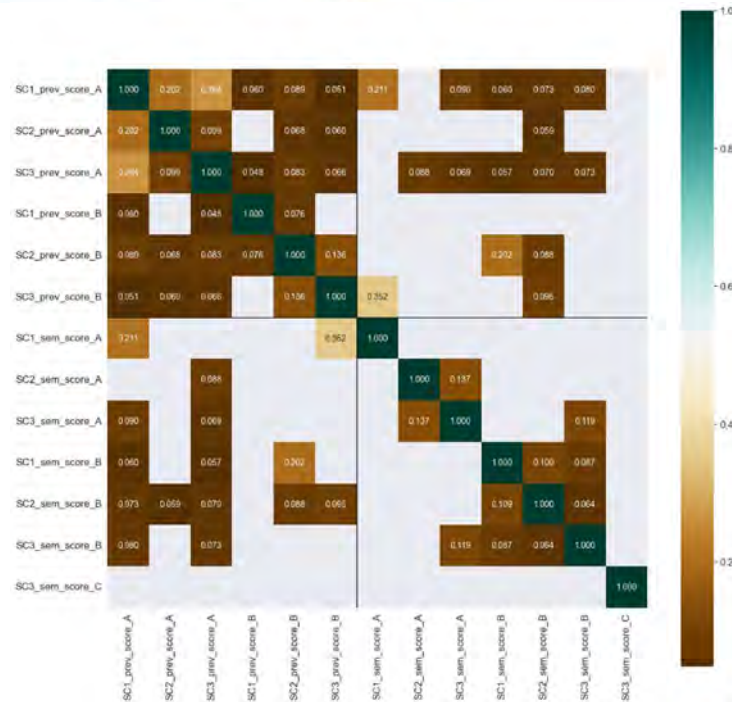 1.0
SC1_prev_score_A 1.000 0.202 0.060 0.089 0.051 0.211 0.090 0.060 0.073 0.080
SC2_prev_score_A 0.202 1.000 0.099 0.068 0.060 0.059
0.8
SC3_prev_score_A 0.099 1.000 0.048 0.083 0.066 0.088 0.069 0.057 0.070 0.073
SC1_prev_score_B 0.060 0.048 1.000 0.076
SC2_prev_score_B 0.089 0.068 0.083 0.076 1.000 0.136 0.202 0.088
0.6
SC3_prev_score_B 0.051 0.060 0.066 0.136 1.000 0.352 0.095
SC1_sem_score_A 0.211 0.352 1.000
SC2_sem_score_A 0.088 1.000 0.137
0.4
SC3_sem_score_A 0.090 0.069 0.137 1.000 0.119
SC1_sem_score_B 0.060 0.057 0.202 1.000 0.087
SC2_sem_score_B 0.073 0.059 0.070 0.088 0.095 1.000 0.064
0.2
SC3_sem_score_B 0.080 0.073 0.119 0.087 0.064 1.000
SC3_sem_score_C 1.000
SC1_prev_score_A
SC2_prev_score_A
SC3_prev_score_A
SC1_prev_score_B
SC2_prev_score_B
SC3_prev_score_B
SC1_sem_score_A
SC2_sem_score_A
SC3_sem_score_A
SC1_sem_score_B
SC2_sem_score_B
SC3_sem_score_B
SC3_sem_score_C